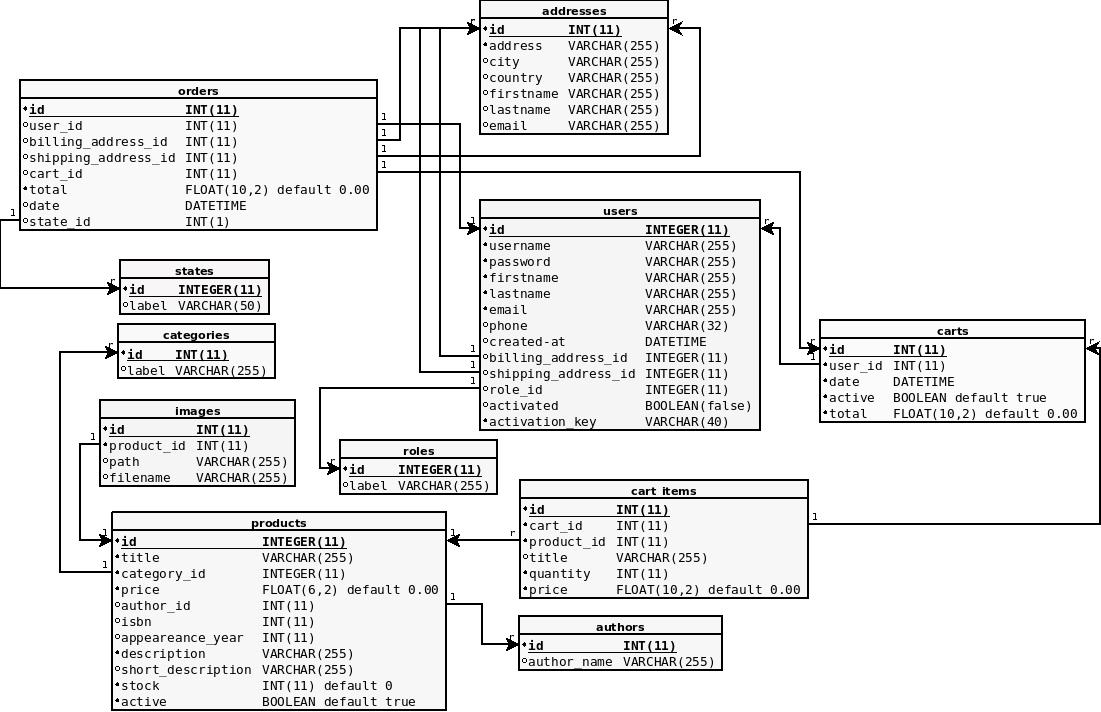 addresses
id INT(11)
address VARCHAR(255)
city VARCHAR(255)
country VARCHAR(255)
firstname VARCHAR(255)
lastname VARCHAR(255)
email VARCHAR(255)
orders
id INT(11)
user_id INT(11)
billing_address_id INT(11)
shipping_address_id INT(11)
cart_id INT(11)
total FLOAT(10,2) default 0.00
date DATETIME
state_id INT(1)
users
id INTEGER(11)
username VARCHAR(255)
password VARCHAR(255)
firstname VARCHAR(255)
lastname VARCHAR(255)
email VARCHAR(255)
phone VARCHAR(32)
created-at DATETIME
billing_address_id INTEGER(11)
shipping_address_id INTEGER(11)
role_id INTEGER(11)
activated BOOLEAN(false)
activation_key VARCHAR(40)
states
id INTEGER(11)
label VARCHAR(50)
categories
id INT(11)
label VARCHAR(255)
carts
id INT(11)
user_id INT(11)
date DATETIME
active BOOLEAN default true
total FLOAT(10,2) default 0.00
images
id INT(11)
product_id INT(11)
path VARCHAR(255)
filename VARCHAR(255)
roles
id INTEGER(11)
label VARCHAR(255)
cart items
id INT(11)
cart_id INT(11)
product_id INT(11)
title VARCHAR(255)
quantity INT(11)
price FLOAT(10,2) default 0.00
products
id INTEGER(11)
title VARCHAR(255)
category_id INTEGER(11)
price FLOAT(6,2) default 0.00
author_id INT(11)
isbn INT(11)
appeareance_year INT(11)
description VARCHAR(255)
short_description VARCHAR(255)
stock INT(11) default 0
active BOOLEAN default true
authors
id INT(11)
author_name VARCHAR(255)